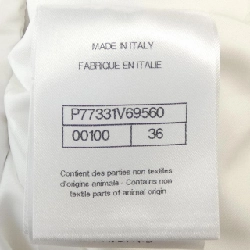 MADE IN ITALY
FABRIQUE EN ITALIE
P77331V69560
00100 36
Contient des parties non textiles
d'origine animale - Contains non
textile parts of animal origin